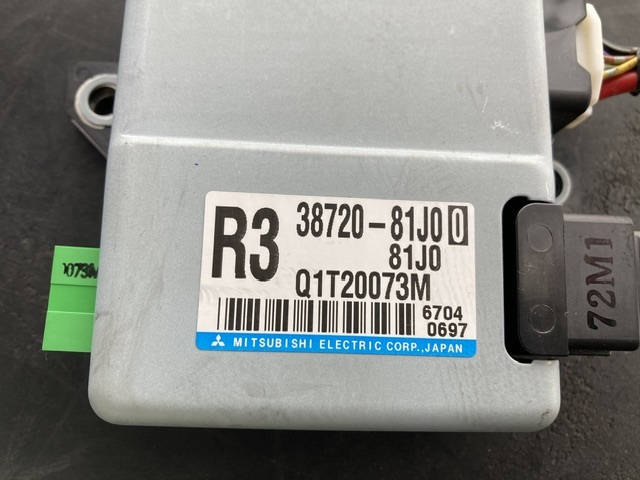 R3
38720-81J0 0
81J0
Q1T20073M
6704
0697
MITSUBISHI ELECTRIC CORP., JAPAN
72M1